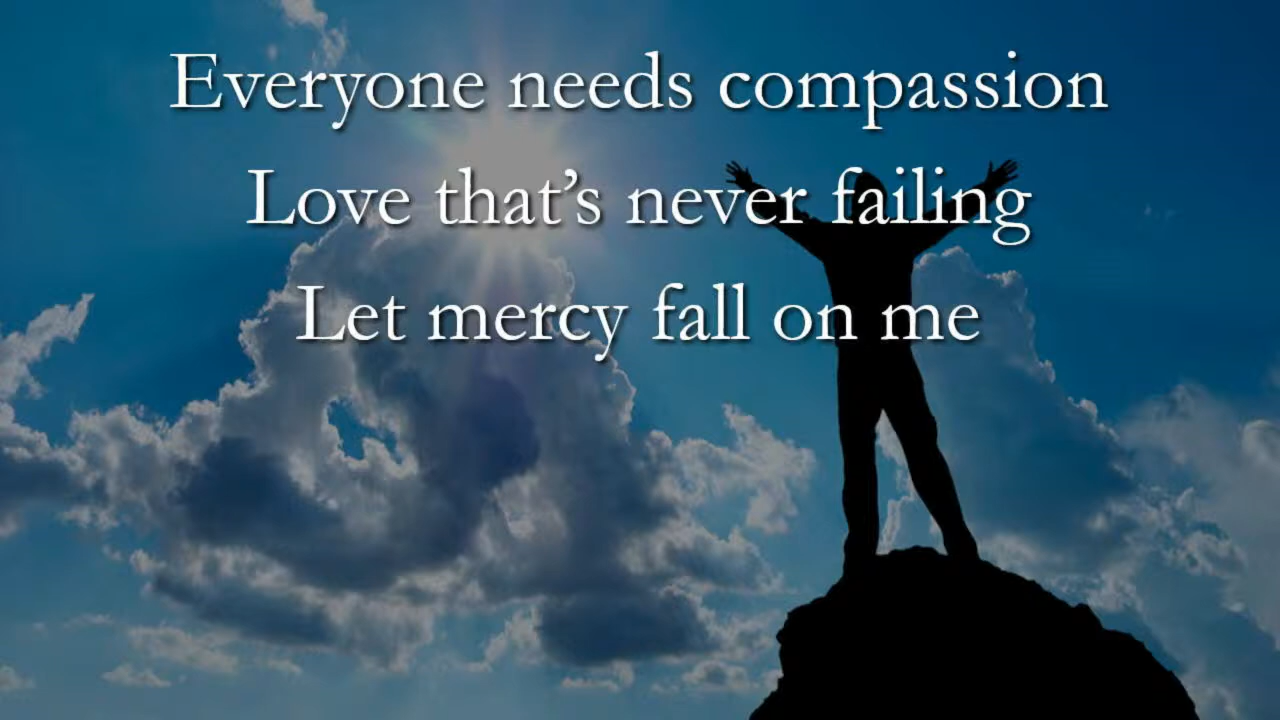 Everyone needs compassion
Love that’s never failing
Let mercy fall on me